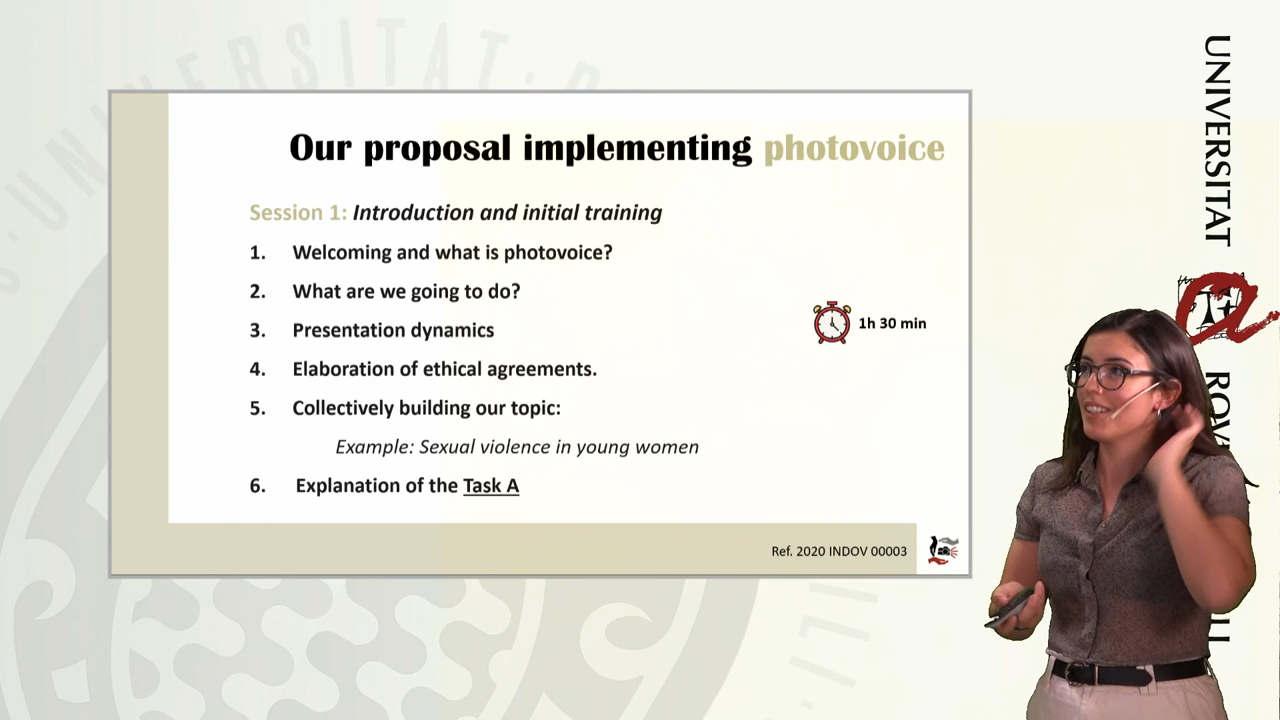 Our proposal implementing photovoice
Session 1: Introduction and initial training
1. Welcoming and what is photovoice?
2. What are we going to do?
3. Presentation dynamics
4. Elaboration of ethical agreements.
5. Collectively building our topic:
Example: Sexual violence in young women
6. Explanation of the Task A
1h 30 min
Ref. 2020 INDOV 00003
UNIVERSITAT